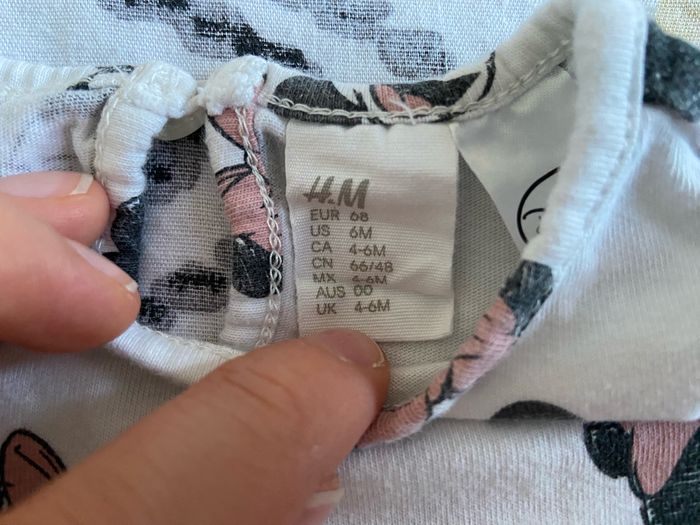 H&M
EUR 68
US 6M
CA 4-6M
CN 66/48
MX 4-6M
AUS 00
UK 4-6M